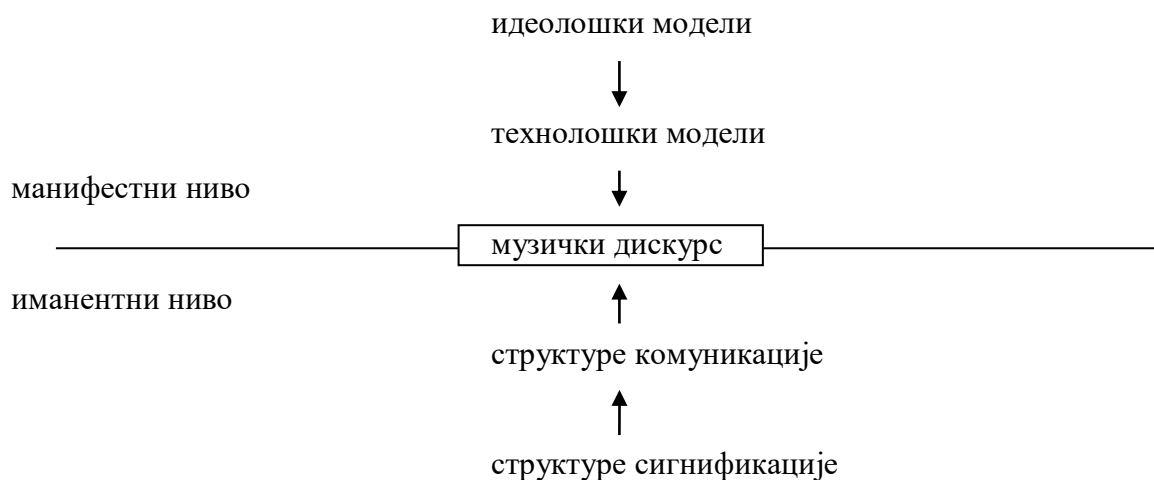 идеолошки модели
технолошки модели
манифестни ниво
музички дискурс
иманентни ниво
структуре комуникације
структуре сигнификације